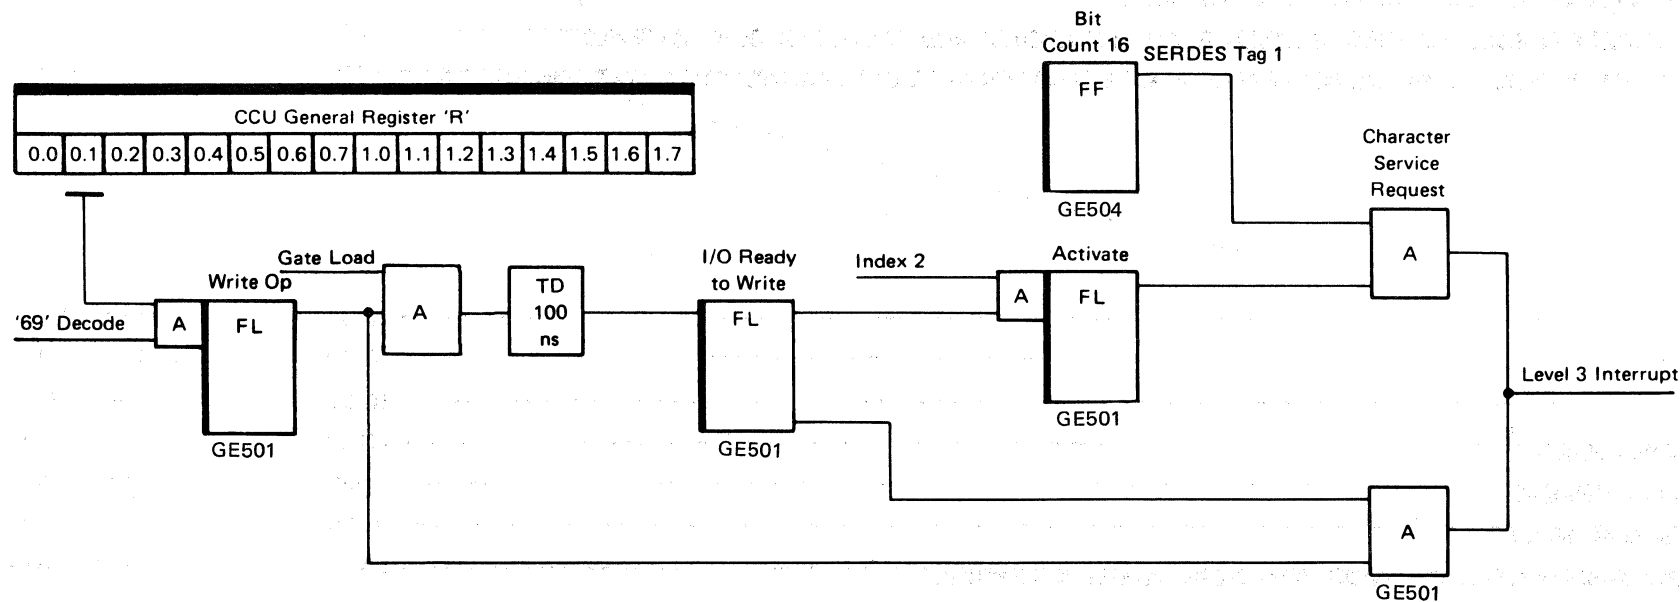 Bit
Count 16
SERDES Tag 1
FF
GE504
CCU General Register 'R'
0.0 0.1 0.2 0.3 0.4 0.5 0.6 0.7 1.0 1.1 1.2 1.3 1.4 1.5 1.6 1.7
Character
Service
Request
A
Gate Load
Write Op
'69' Decode
A
FL
GE501
A
TD
100
ns
I/O Ready
to Write
FL
GE501
Index 2
Activate
A
FL
GE501
Level 3 Interrupt
A
GE501